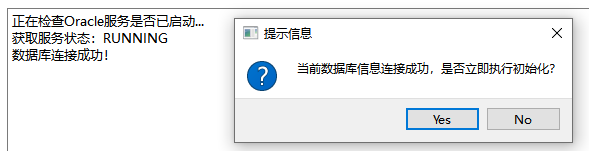 正在检查Oracle服务是否已启动...
获取服务状态：RUNNING
数据库连接成功！
提示信息
当前数据库信息连接成功，是否立即执行初始化?
Yes
No